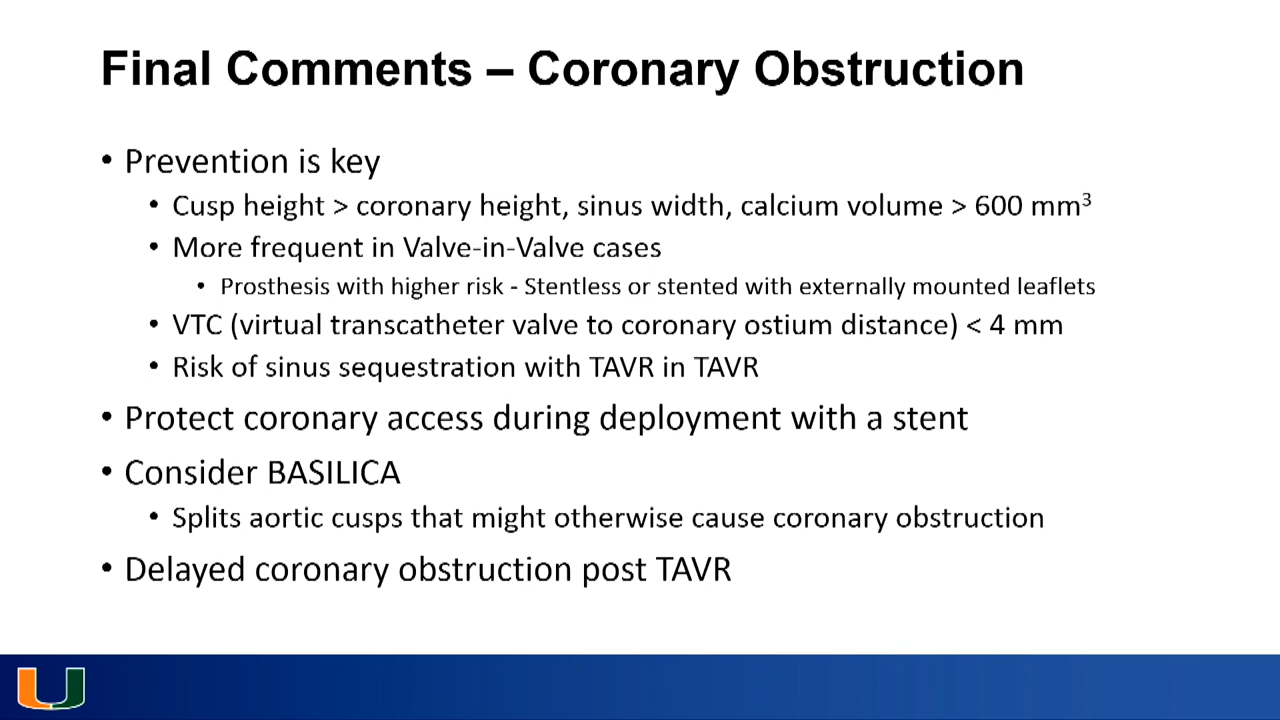 Final Comments – Coronary Obstruction
• Prevention is key
• Cusp height > coronary height, sinus width, calcium volume > 600 mm³
• More frequent in Valve-in-Valve cases
• Prosthesis with higher risk - Stentless or stented with externally mounted leaflets
• VTC (virtual transcatheter valve to coronary ostium distance) < 4 mm
• Risk of sinus sequestration with TAVR in TAVR
• Protect coronary access during deployment with a stent
• Consider BASILICA
• Splits aortic cusps that might otherwise cause coronary obstruction
• Delayed coronary obstruction post TAVR
U